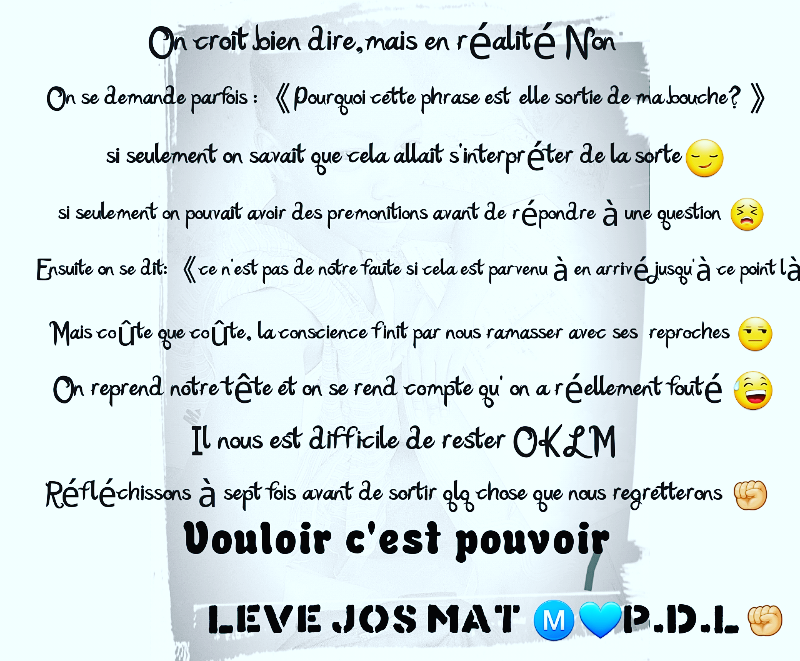 On croit bien dire, mais en réalité Non
On se demande parfois : 《Pourquoi cette phrase est elle sortie de ma bouche? 》
si seulement on savait que cela allait s'interpréter de la sorte😏
si seulement on pouvait avoir des premonitions avant de répondre à une question 😣
Ensuite on se dit: 《ce n'est pas de notre faute si cela est parvenu à en arrivé jusqu'à ce point là
Mais coûte que coûte, la conscience finit par nous ramasser avec ses reproches 😒
On reprend notre tête et on se rend compte qu' on a réellement fouté 😅
Il nous est difficile de rester OKLM
Réfléchissons à sept fois avant de sortir qlq chose que nous regretterons ✊
Vouloir c'est pouvoir
LEVE JOS MAT Ⓜ️💙P.D.L✊